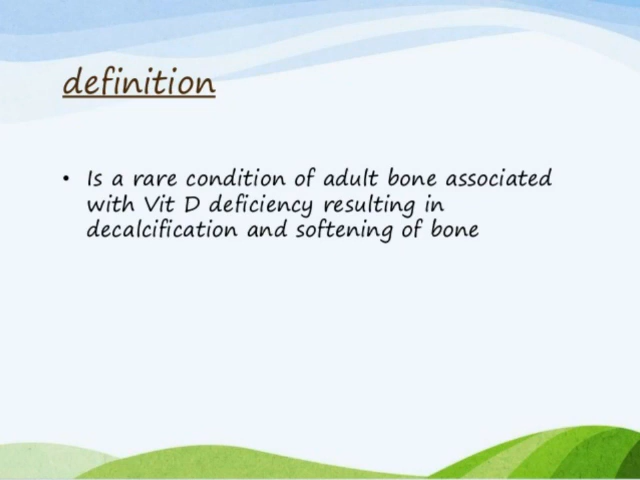 definition
• Is a rare condition of adult bone associated
with Vit D deficiency resulting in
decalcification and softening of bone